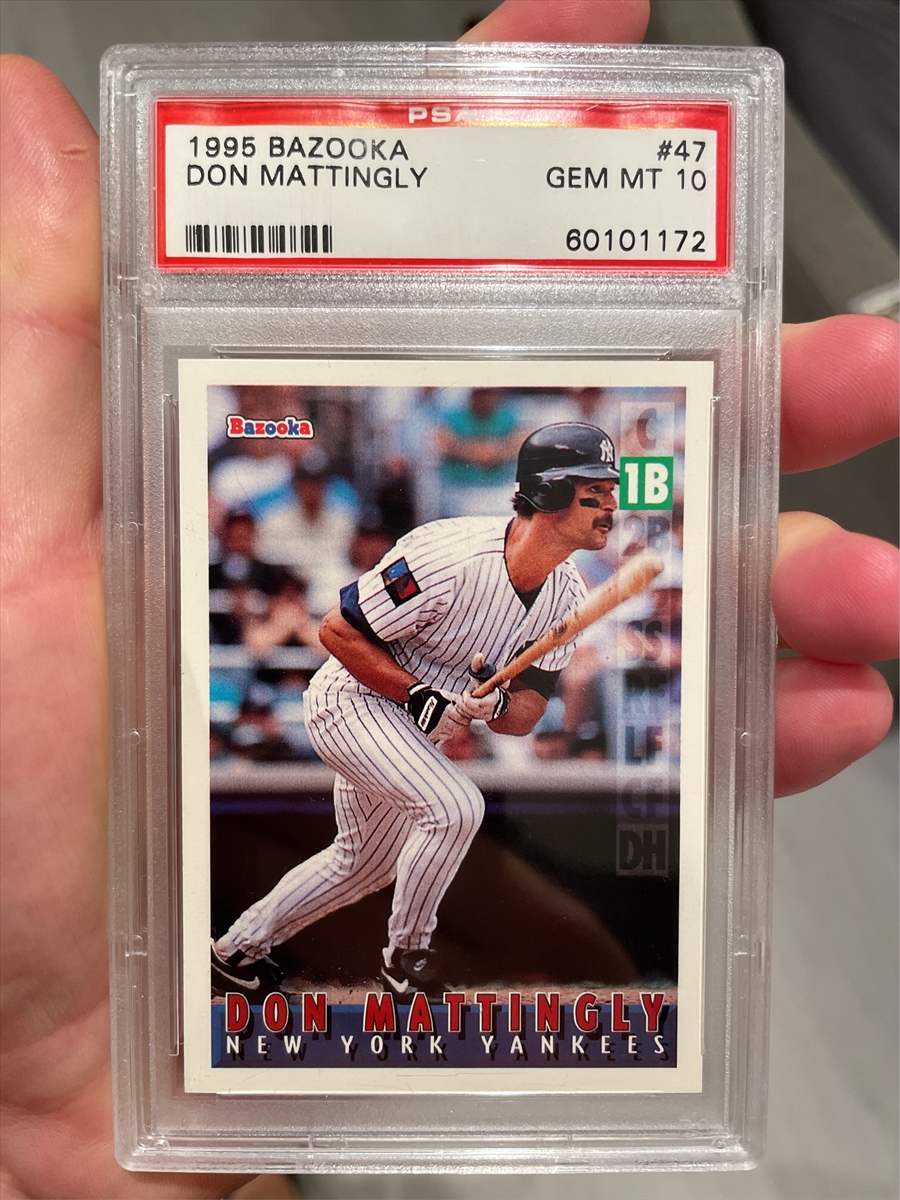 PSA
1995 BAZOOKA #47
DON MATTINGLY GEM MT 10
60101172
Bazooka
NY
C
1B
2B
SS
LF
CF
DH
DON MATTINGLY
NEW YORK YANKEES